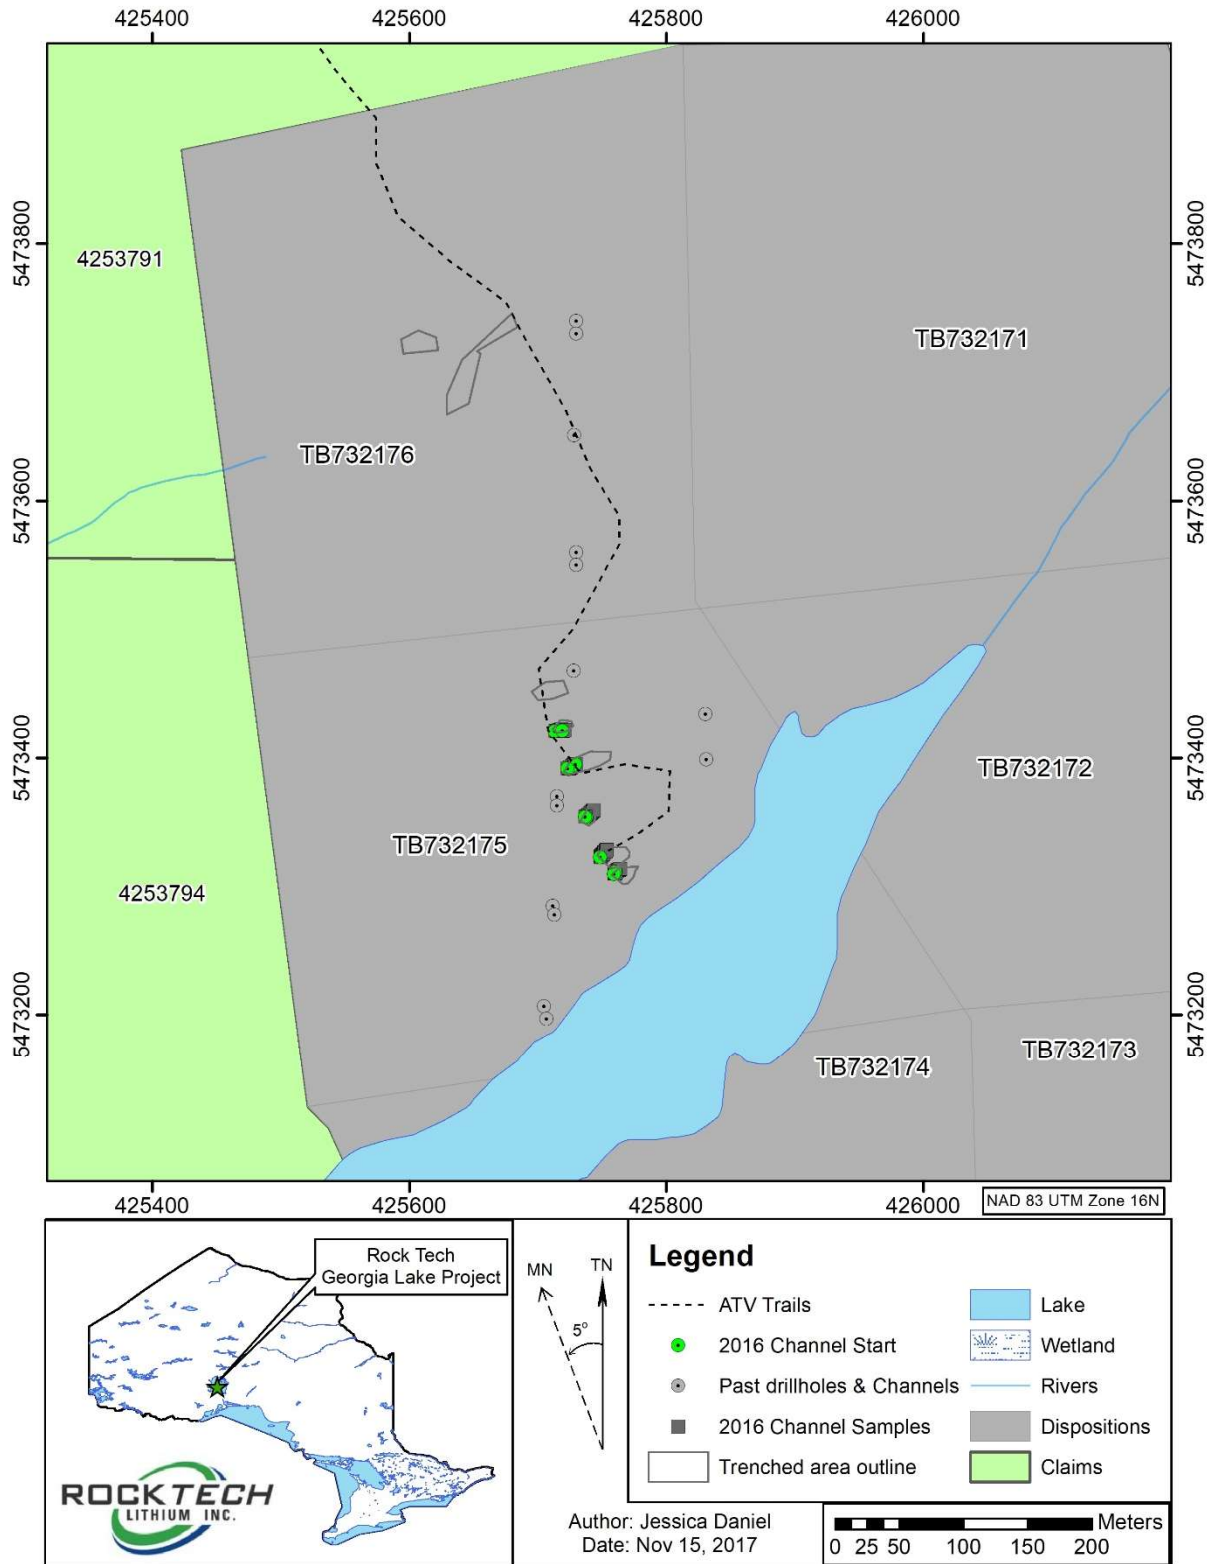 425400 425600 425800 426000
5473800 5473800
4253791
TB732171
TB732176
5473600 5473600
5473400 5473400
TB732172
TB732175
4253794
5473200 5473200
TB732173
TB732174
425400 425600 425800 426000
NAD 83 UTM Zone 16N
Rock Tech
Georgia Lake Project
ROCKTECH
LITHIUM INC.
MN TN
5°
Legend
ATV Trails
2016 Channel Start
Past drillholes & Channels
2016 Channel Samples
Trenched area outline
Lake
Wetland
Rivers
Dispositions
Claims
Author: Jessica Daniel
Date: Nov 15, 2017
Meters
0 25 50 100 150 200